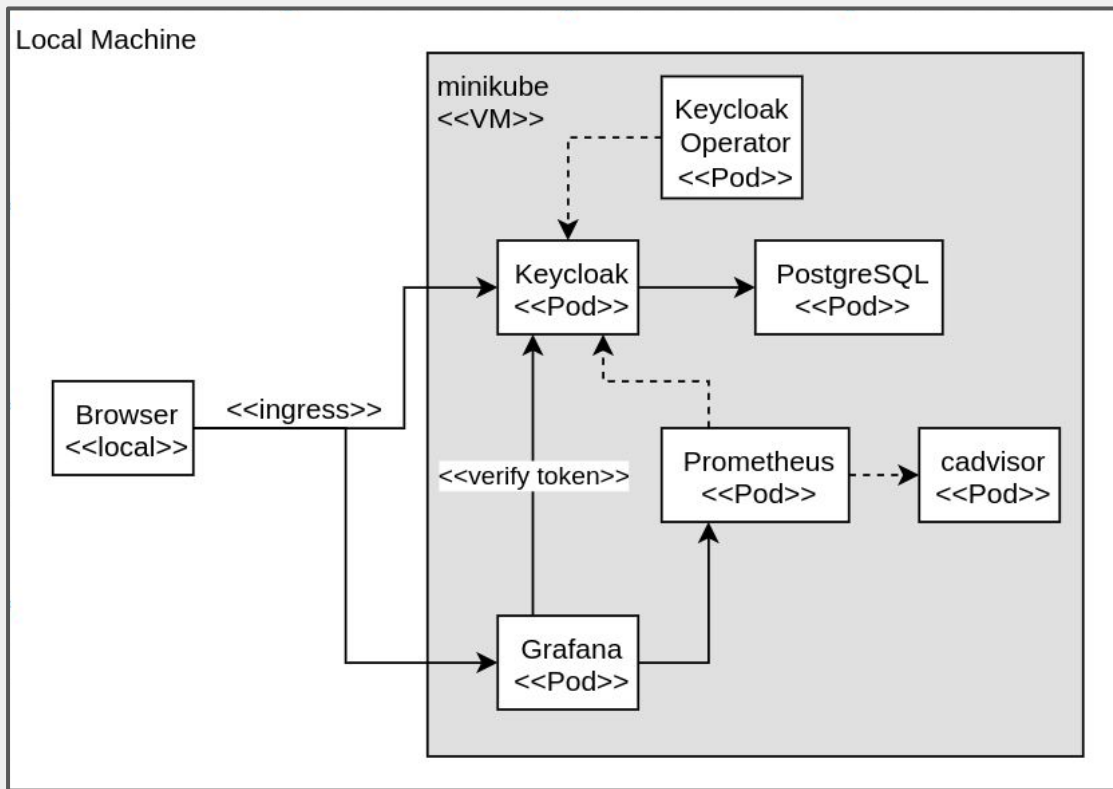 Local Machine
minikube
<<VM>>
Keycloak
Operator
<<Pod>>
Keycloak
<<Pod>>
PostgreSQL
<<Pod>>
Browser
<<local>>
<<ingress>>
<<verify token>>
Prometheus
<<Pod>>
cadvisor
<<Pod>>
Grafana
<<Pod>>